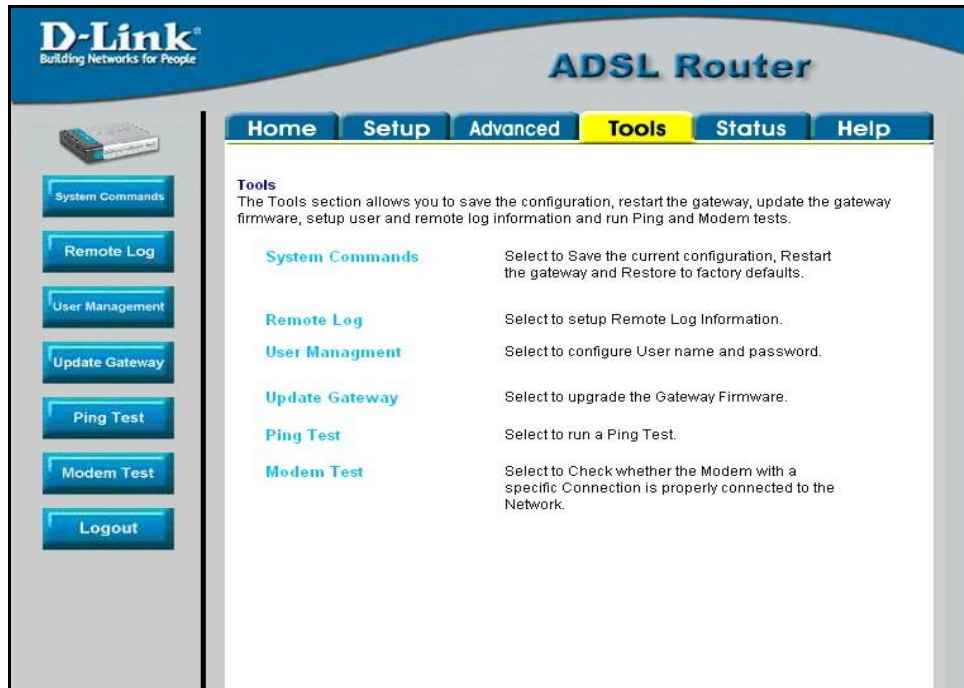 D-Link®
Building Networks for People
ADSL Router
Home
Setup
Advanced
Tools
Status
Help
System Commands
Remote Log
User Management
Update Gateway
Ping Test
Modem Test
Logout
Tools
The Tools section allows you to save the configuration, restart the gateway, update the gateway
firmware, setup user and remote log information and run Ping and Modem tests.
System Commands
Select to Save the current configuration, Restart
the gateway and Restore to factory defaults.
Remote Log
Select to setup Remote Log Information.
User Managment
Select to configure User name and password.
Update Gateway
Select to upgrade the Gateway Firmware.
Ping Test
Select to run a Ping Test.
Modem Test
Select to Check whether the Modem with a
specific Connection is properly connected to the
Network.